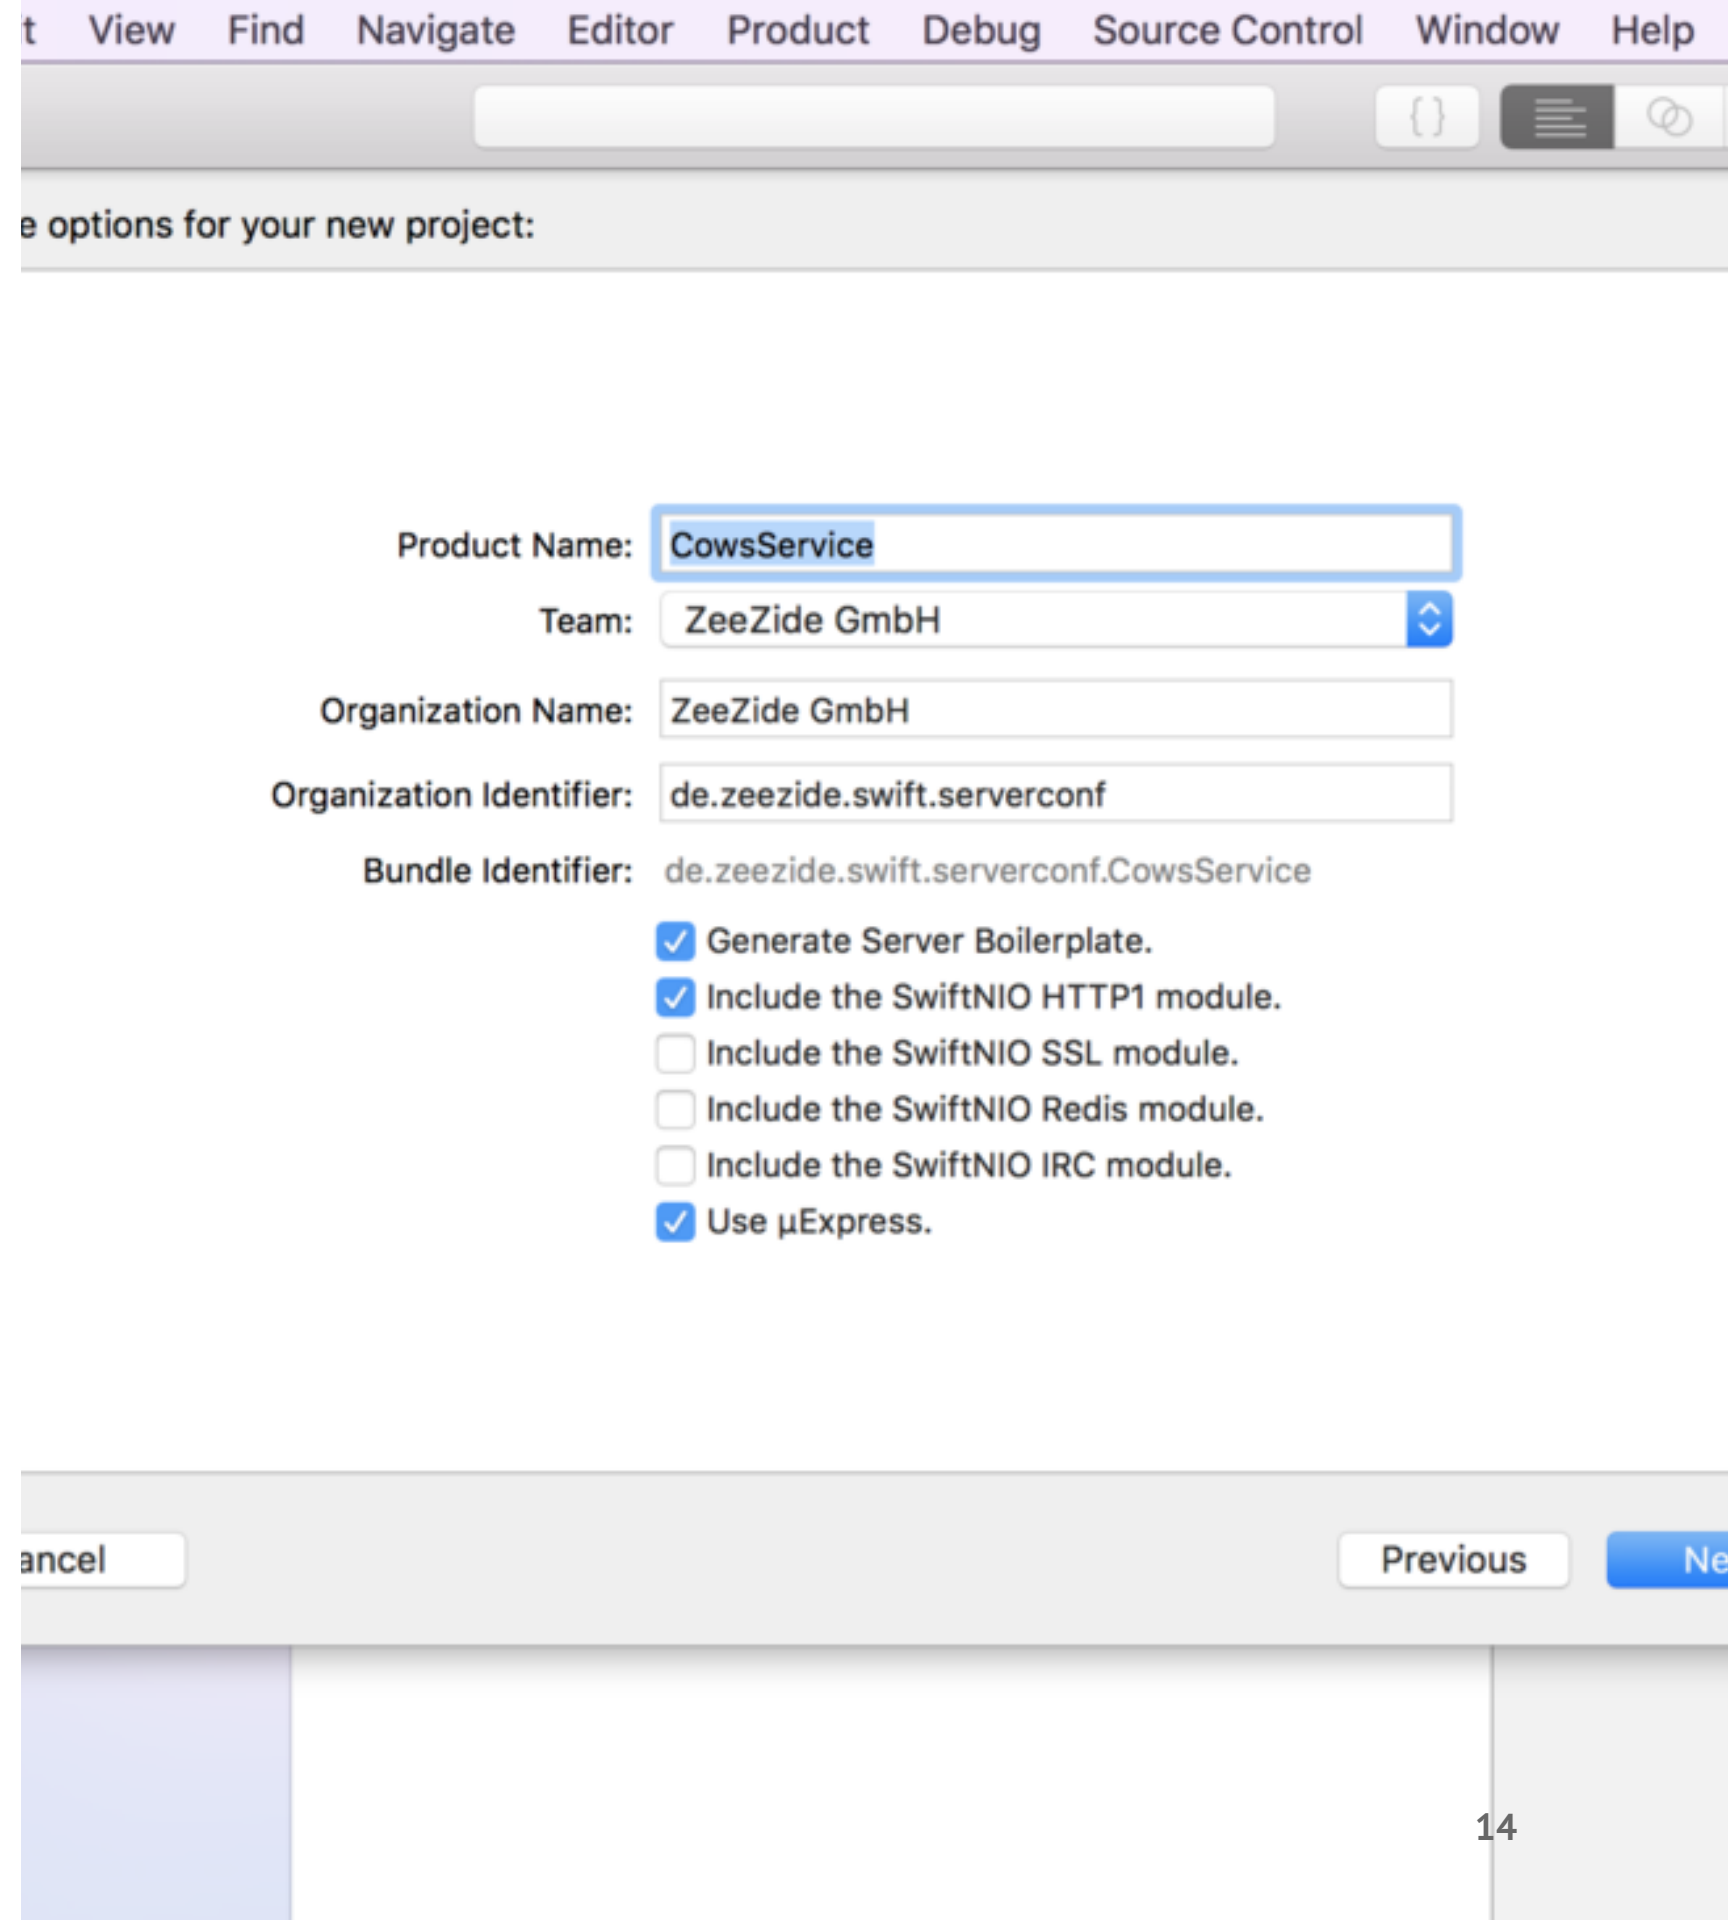 t View Find Navigate Editor Product Debug Source Control Window Help
{ }
e options for your new project:
Product Name: CowsService
Team: ZeeZide GmbH
Organization Name: ZeeZide GmbH
Organization Identifier: de.zeezide.swift.serverconf
Bundle Identifier: de.zeezide.swift.serverconf.CowsService
Generate Server Boilerplate.
Include the SwiftNIO HTTP1 module.
Include the SwiftNIO SSL module.
Include the SwiftNIO Redis module.
Include the SwiftNIO IRC module.
Use µExpress.
ancel Previous Ne
14